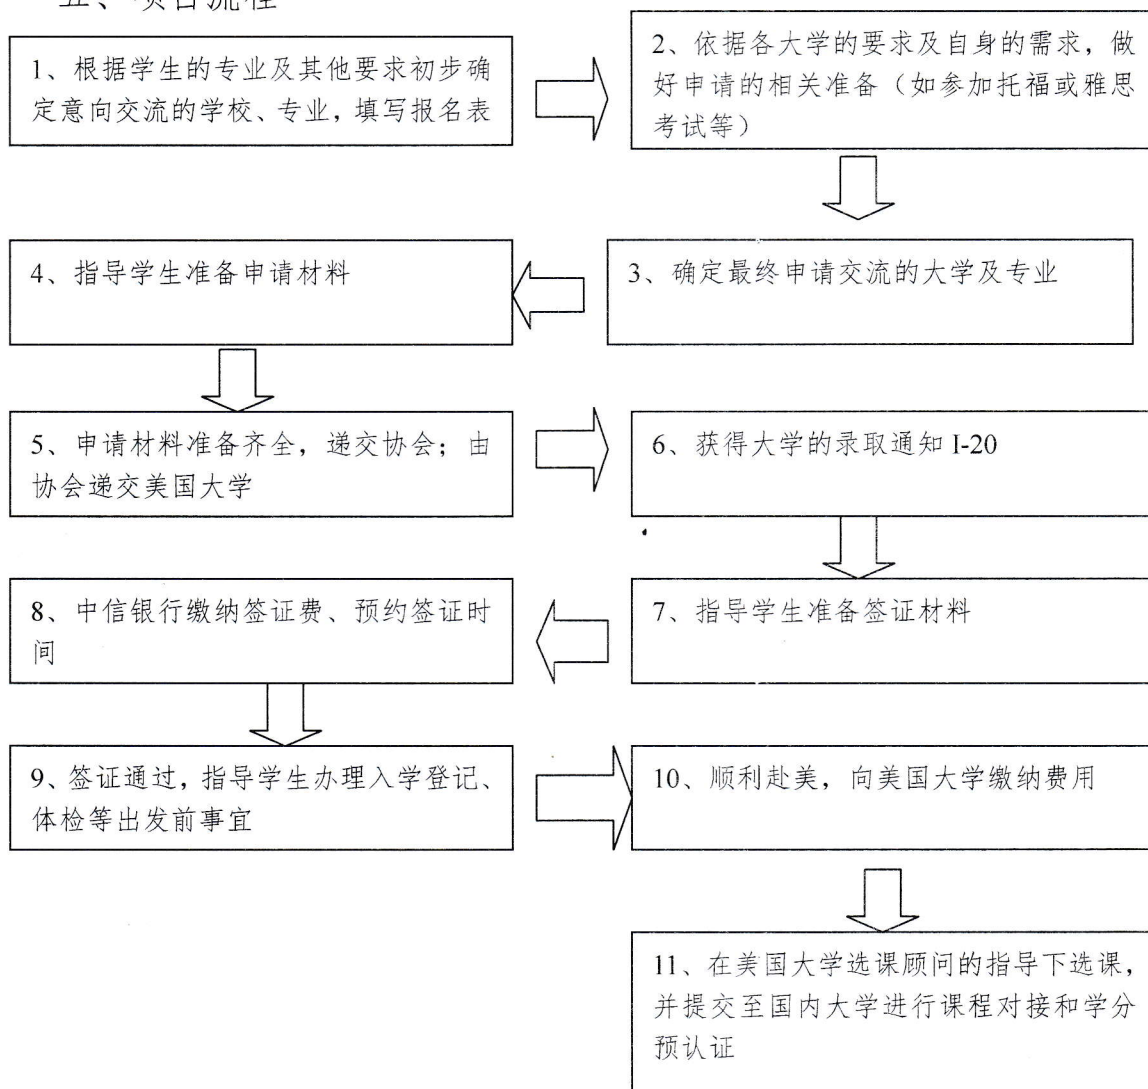 五、项目流程
1、根据学生的专业及其他要求初步确
定意向交流的学校、专业，填写报名表
2、依据各大学的要求及自身的需求，做
好申请的相关准备（如参加托福或雅思
考试等）
3、确定最终申请交流的大学及专业
4、指导学生准备申请材料
5、申请材料准备齐全，递交协会；由
协会递交美国大学
6、获得大学的录取通知 I-20
7、指导学生准备签证材料
8、中信银行缴纳签证费、预约签证时
间
9、签证通过，指导学生办理入学登记、
体检等出发前事宜
10、顺利赴美，向美国大学缴纳费用
11、在美国大学选课顾问的指导下选课，
并提交至国内大学进行课程对接和学分
预认证